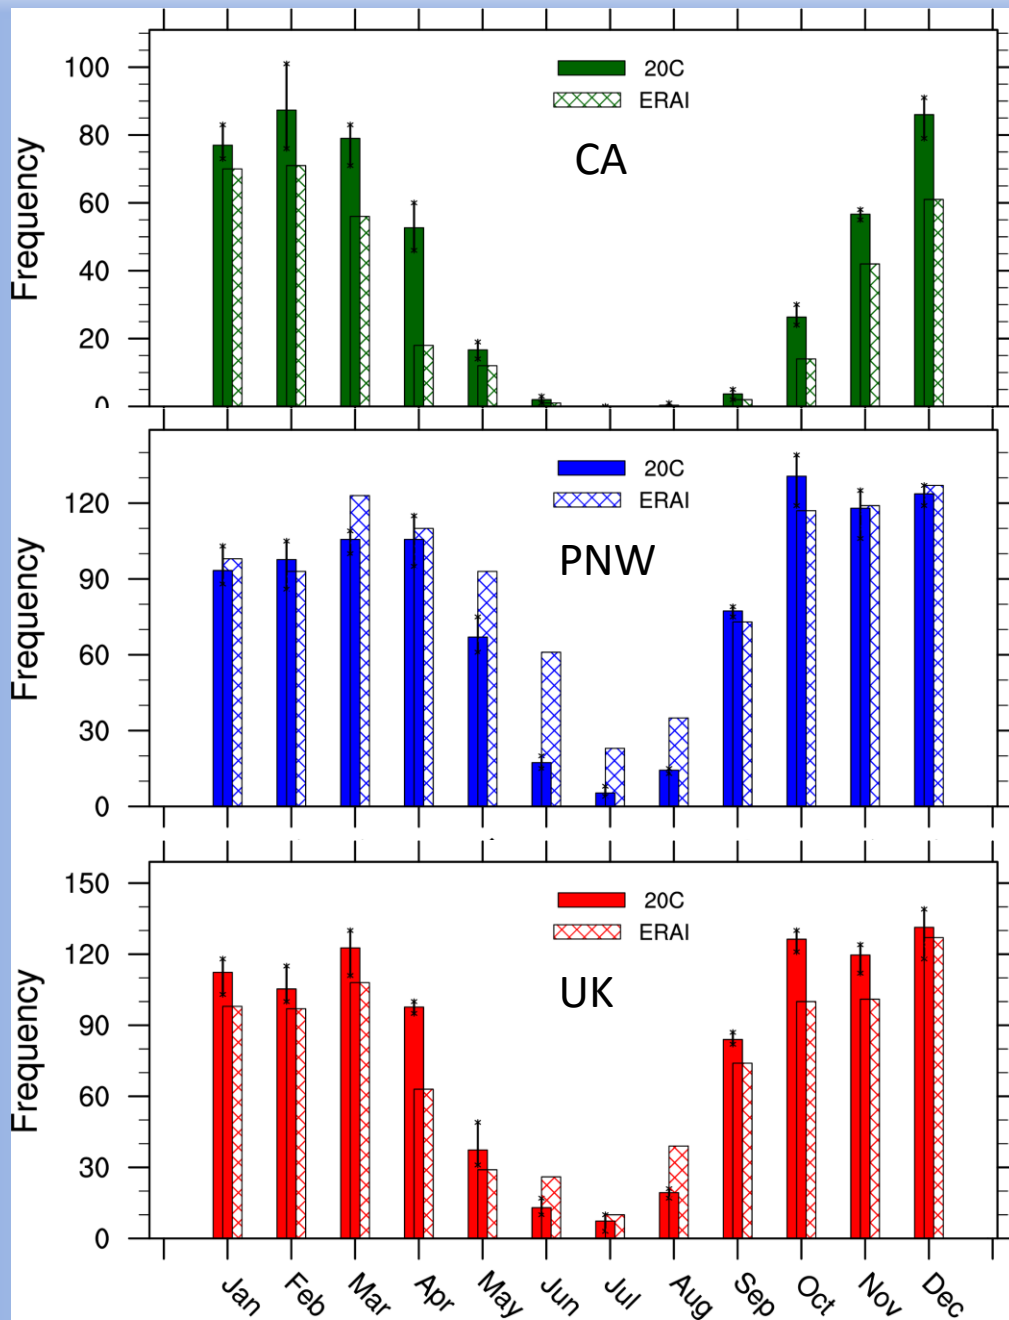 100
80
60
40
20
0
Frequency
20C
ERAI
CA
120
90
60
30
0
Frequency
20C
ERAI
PNW
150
120
90
60
30
0
Frequency
20C
ERAI
UK
Jan Feb Mar Apr May Jun Jul Aug Sep Oct Nov Dec